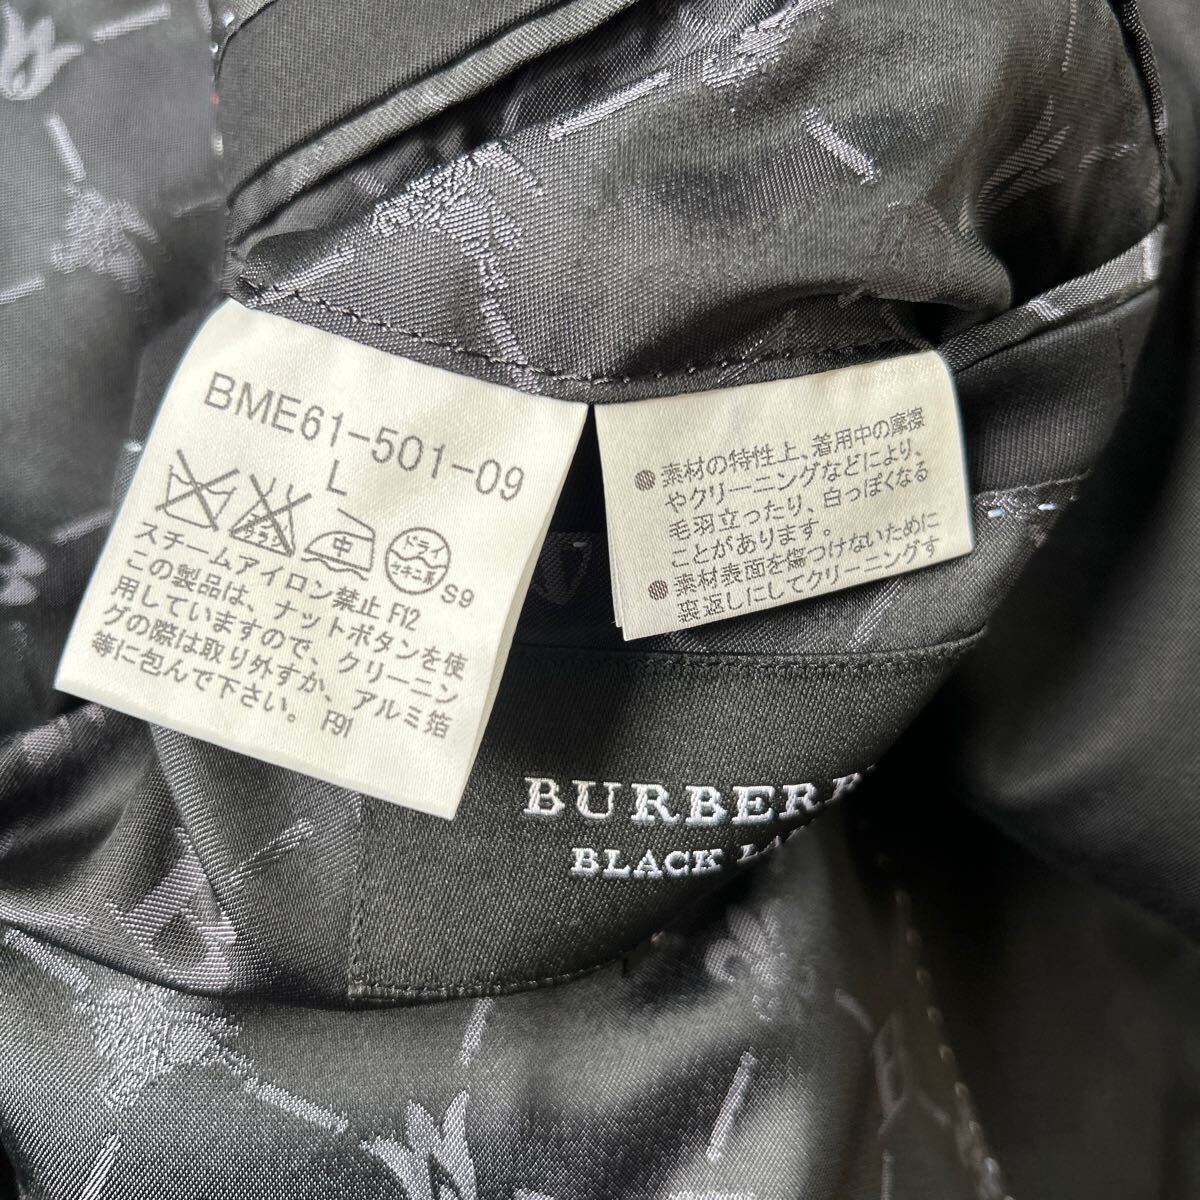 BME61-501-09
L
エンソ
サラシ
中
ドライ
セキユ系
S9
スチームアイロン禁止 F12
この製品は、ナットボタンを使
用していますので、クリーニン
グの際は取り外すか、アルミ箔
等に包んで下さい。 F91
● 素材の特性上、着用中の摩擦
やクリーニングなどにより、
毛羽立ったり、白っぽくなる
ことがあります。
● 素材表面を傷つけないために
裏返しにしてクリーニングす
BURBERR
BLACK LA